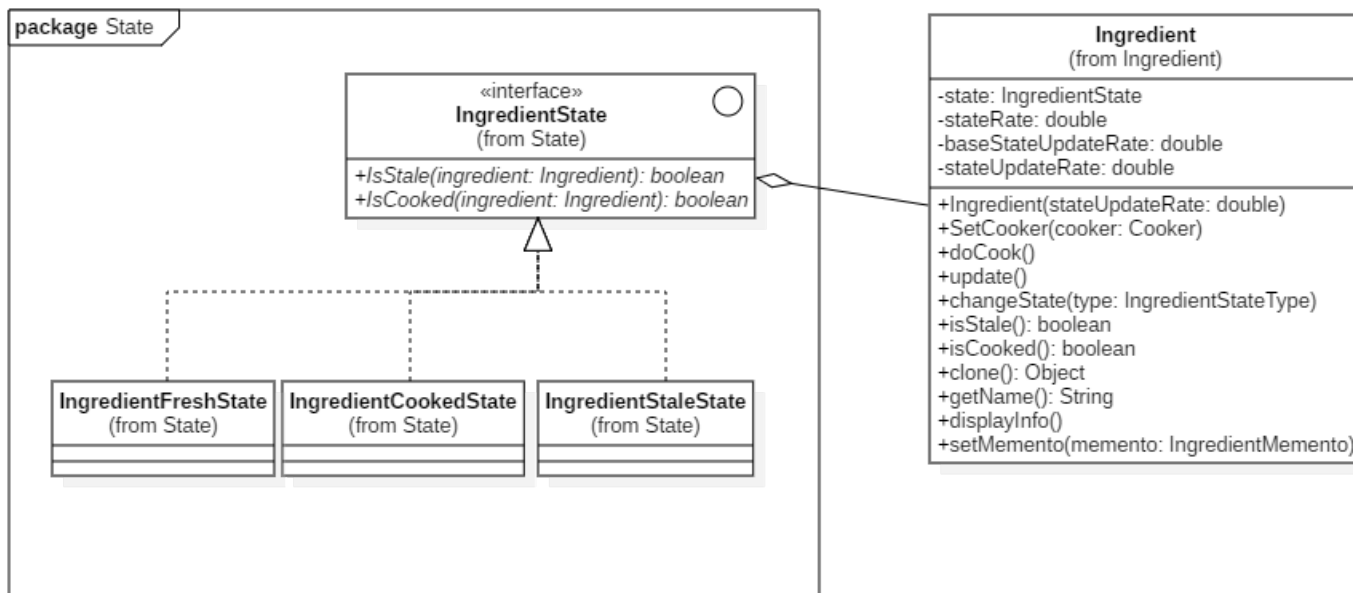 package State
«interface»
IngredientState
(from State)
+IsStale(ingredient: Ingredient): boolean
+IsCooked(ingredient: Ingredient): boolean
IngredientFreshState
(from State)
IngredientCookedState
(from State)
IngredientStaleState
(from State)
Ingredient
(from Ingredient)
-state: IngredientState
-stateRate: double
-baseStateUpdateRate: double
-stateUpdateRate: double
+Ingredient(stateUpdateRate: double)
+SetCooker(cooker: Cooker)
+doCook()
+update()
+changeState(type: IngredientStateType)
+isStale(): boolean
+isCooked(): boolean
+clone(): Object
+getName(): String
+displayInfo()
+setMemento(memento: IngredientMemento)